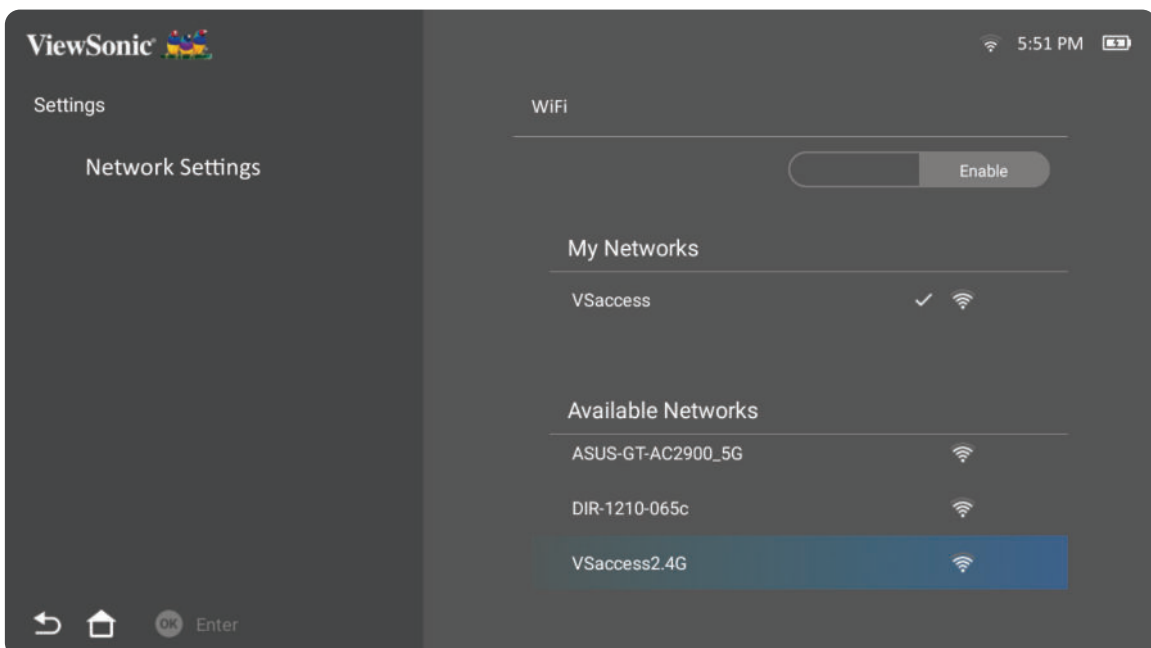 ViewSonic
5:51 PM
Settings
WiFi
Network Settings
Enable
My Networks
VSaccess
Available Networks
ASUS-GT-AC2900_5G
DIR-1210-065c
VSaccess2.4G
OK Enter